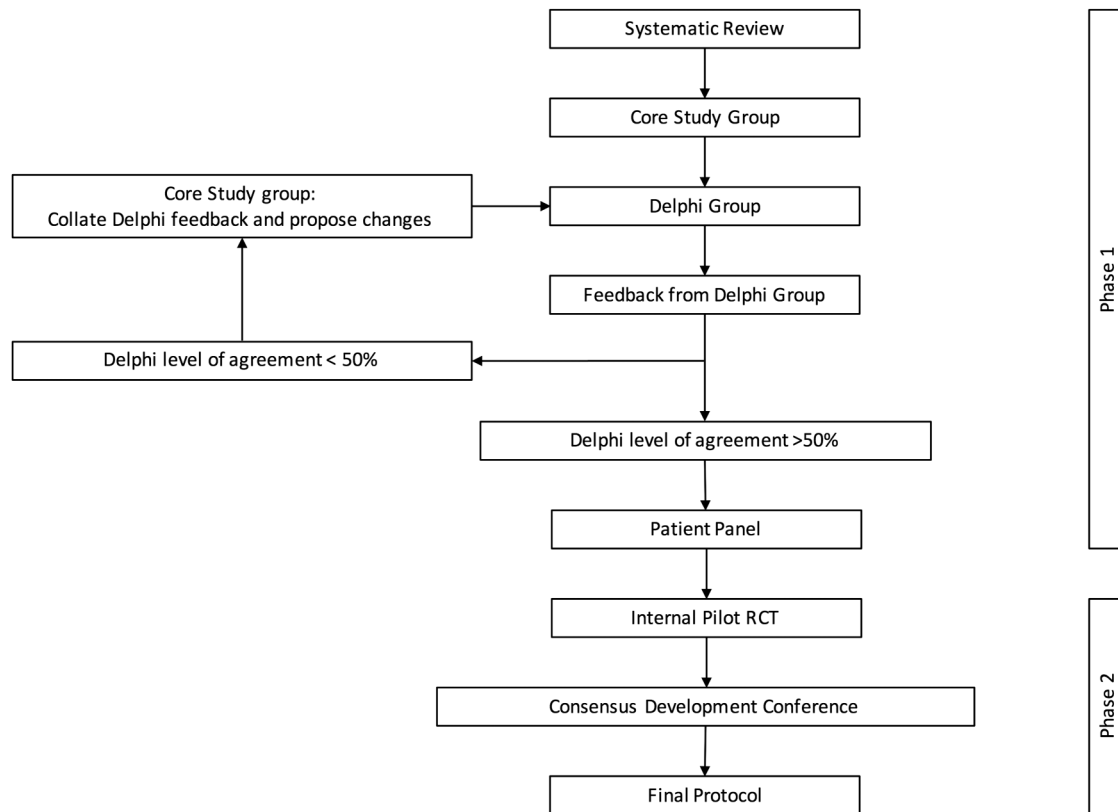 Systematic Review
Core Study Group
Core Study group:
Collate Delphi feedback and propose changes
Delphi Group
Feedback from Delphi Group
Delphi level of agreement < 50%
Delphi level of agreement >50%
Patient Panel
Phase 1
Internal Pilot RCT
Consensus Development Conference
Final Protocol
Phase 2